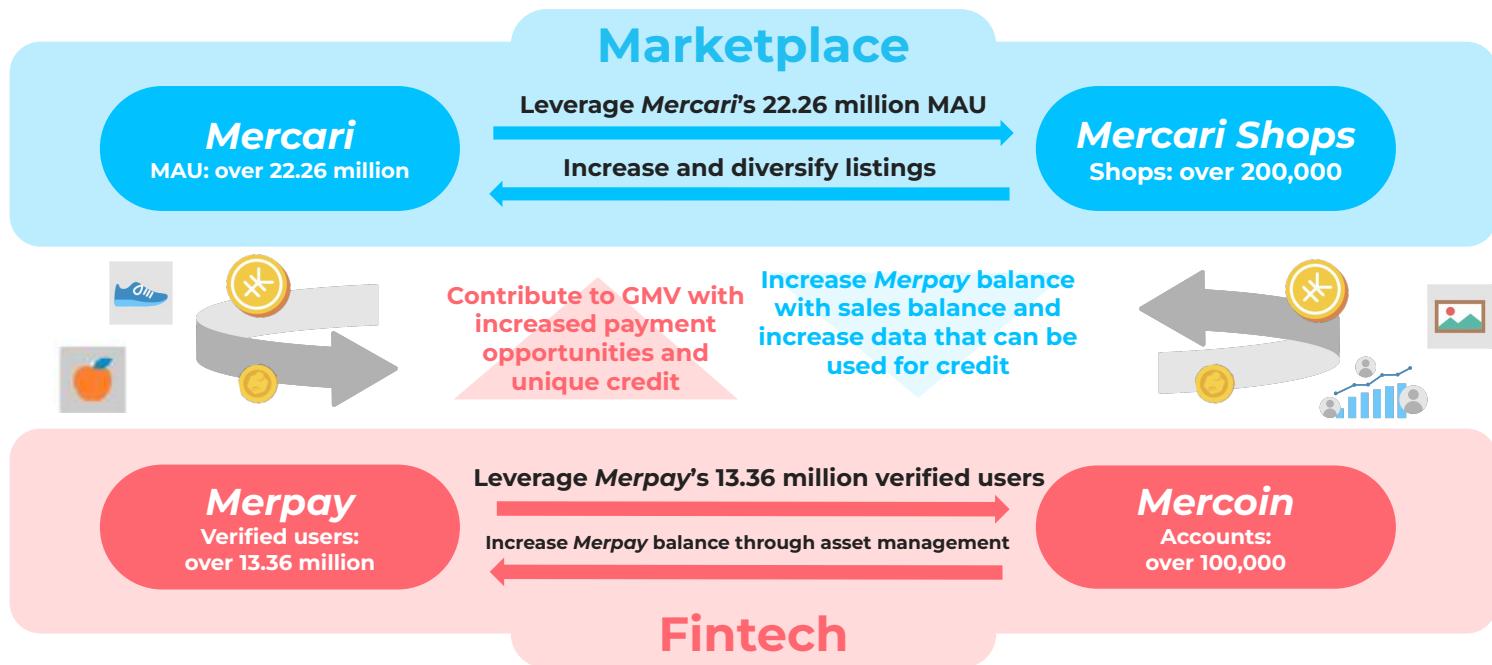 Marketplace
Mercari
MAU: over 22.26 million
Leverage Mercari's 22.26 million MAU
Increase and diversify listings
Mercari Shops
Shops: over 200,000
Contribute to GMV with
increased payment
opportunities and
unique credit
Increase Merpay balance
with sales balance and
increase data that can be
used for credit
Merpay
Verified users:
over 13.36 million
Leverage Merpay's 13.36 million verified users
Increase Merpay balance through asset management
Mercoin
Accounts:
over 100,000
Fintech